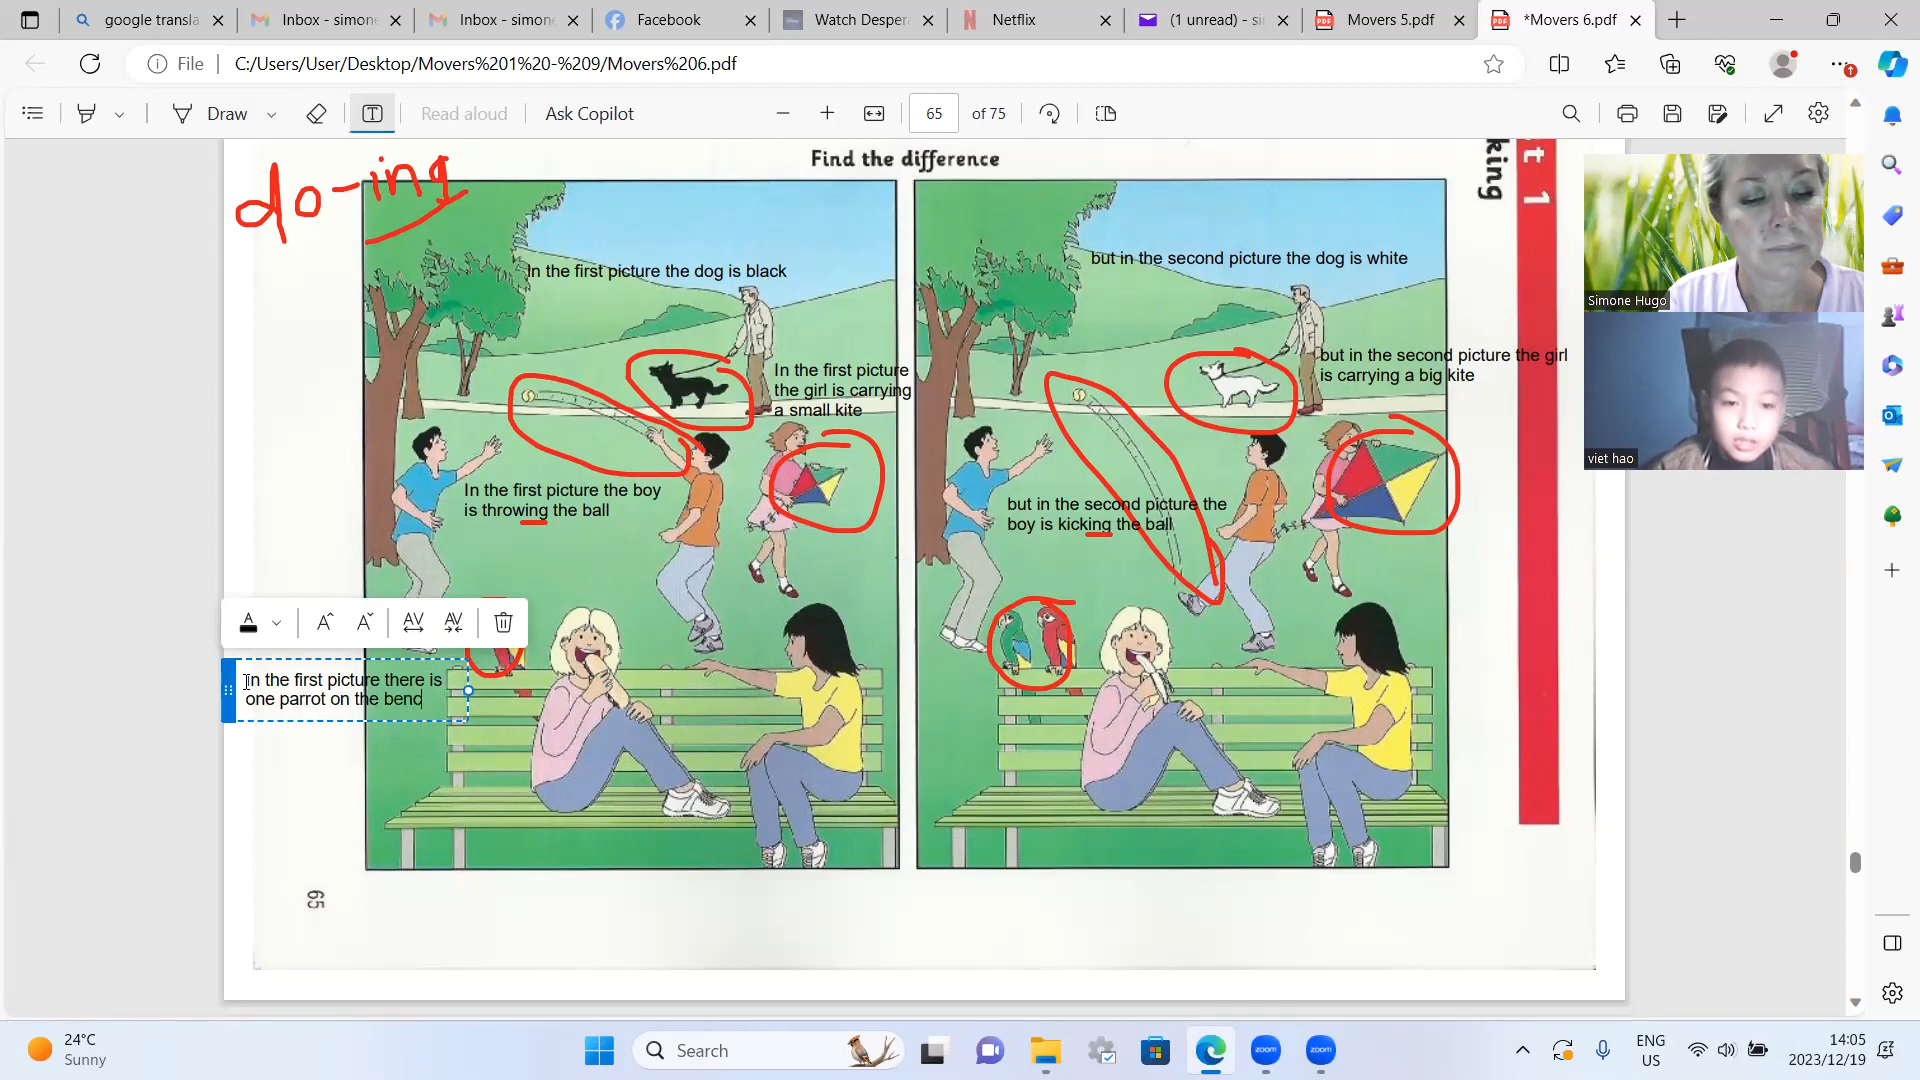 google transla
Inbox - simone
Inbox - simone
Facebook
Watch Desper
Netflix
(1 unread) - si
Movers 5.pdf
*Movers 6.pdf
File
C:/Users/User/Desktop/Movers%201%20-%209/Movers%206.pdf
Draw
Read aloud
Ask Copilot
65
of 75
Find the difference
do-ing
t 1
king
In the first picture the dog is black
but in the second picture the dog is white
In the first picture
the girl is carrying
a small kite
but in the second picture the girl
is carrying a big kite
In the first picture the boy
is throwing the ball
but in the second picture the
boy is kicking the ball
In the first picture there is
one parrot on the benc
65
Simone Hugo
viet hao
24°C
Sunny
Search
zoom
zoom
ENG
US
14:05
2023/12/19